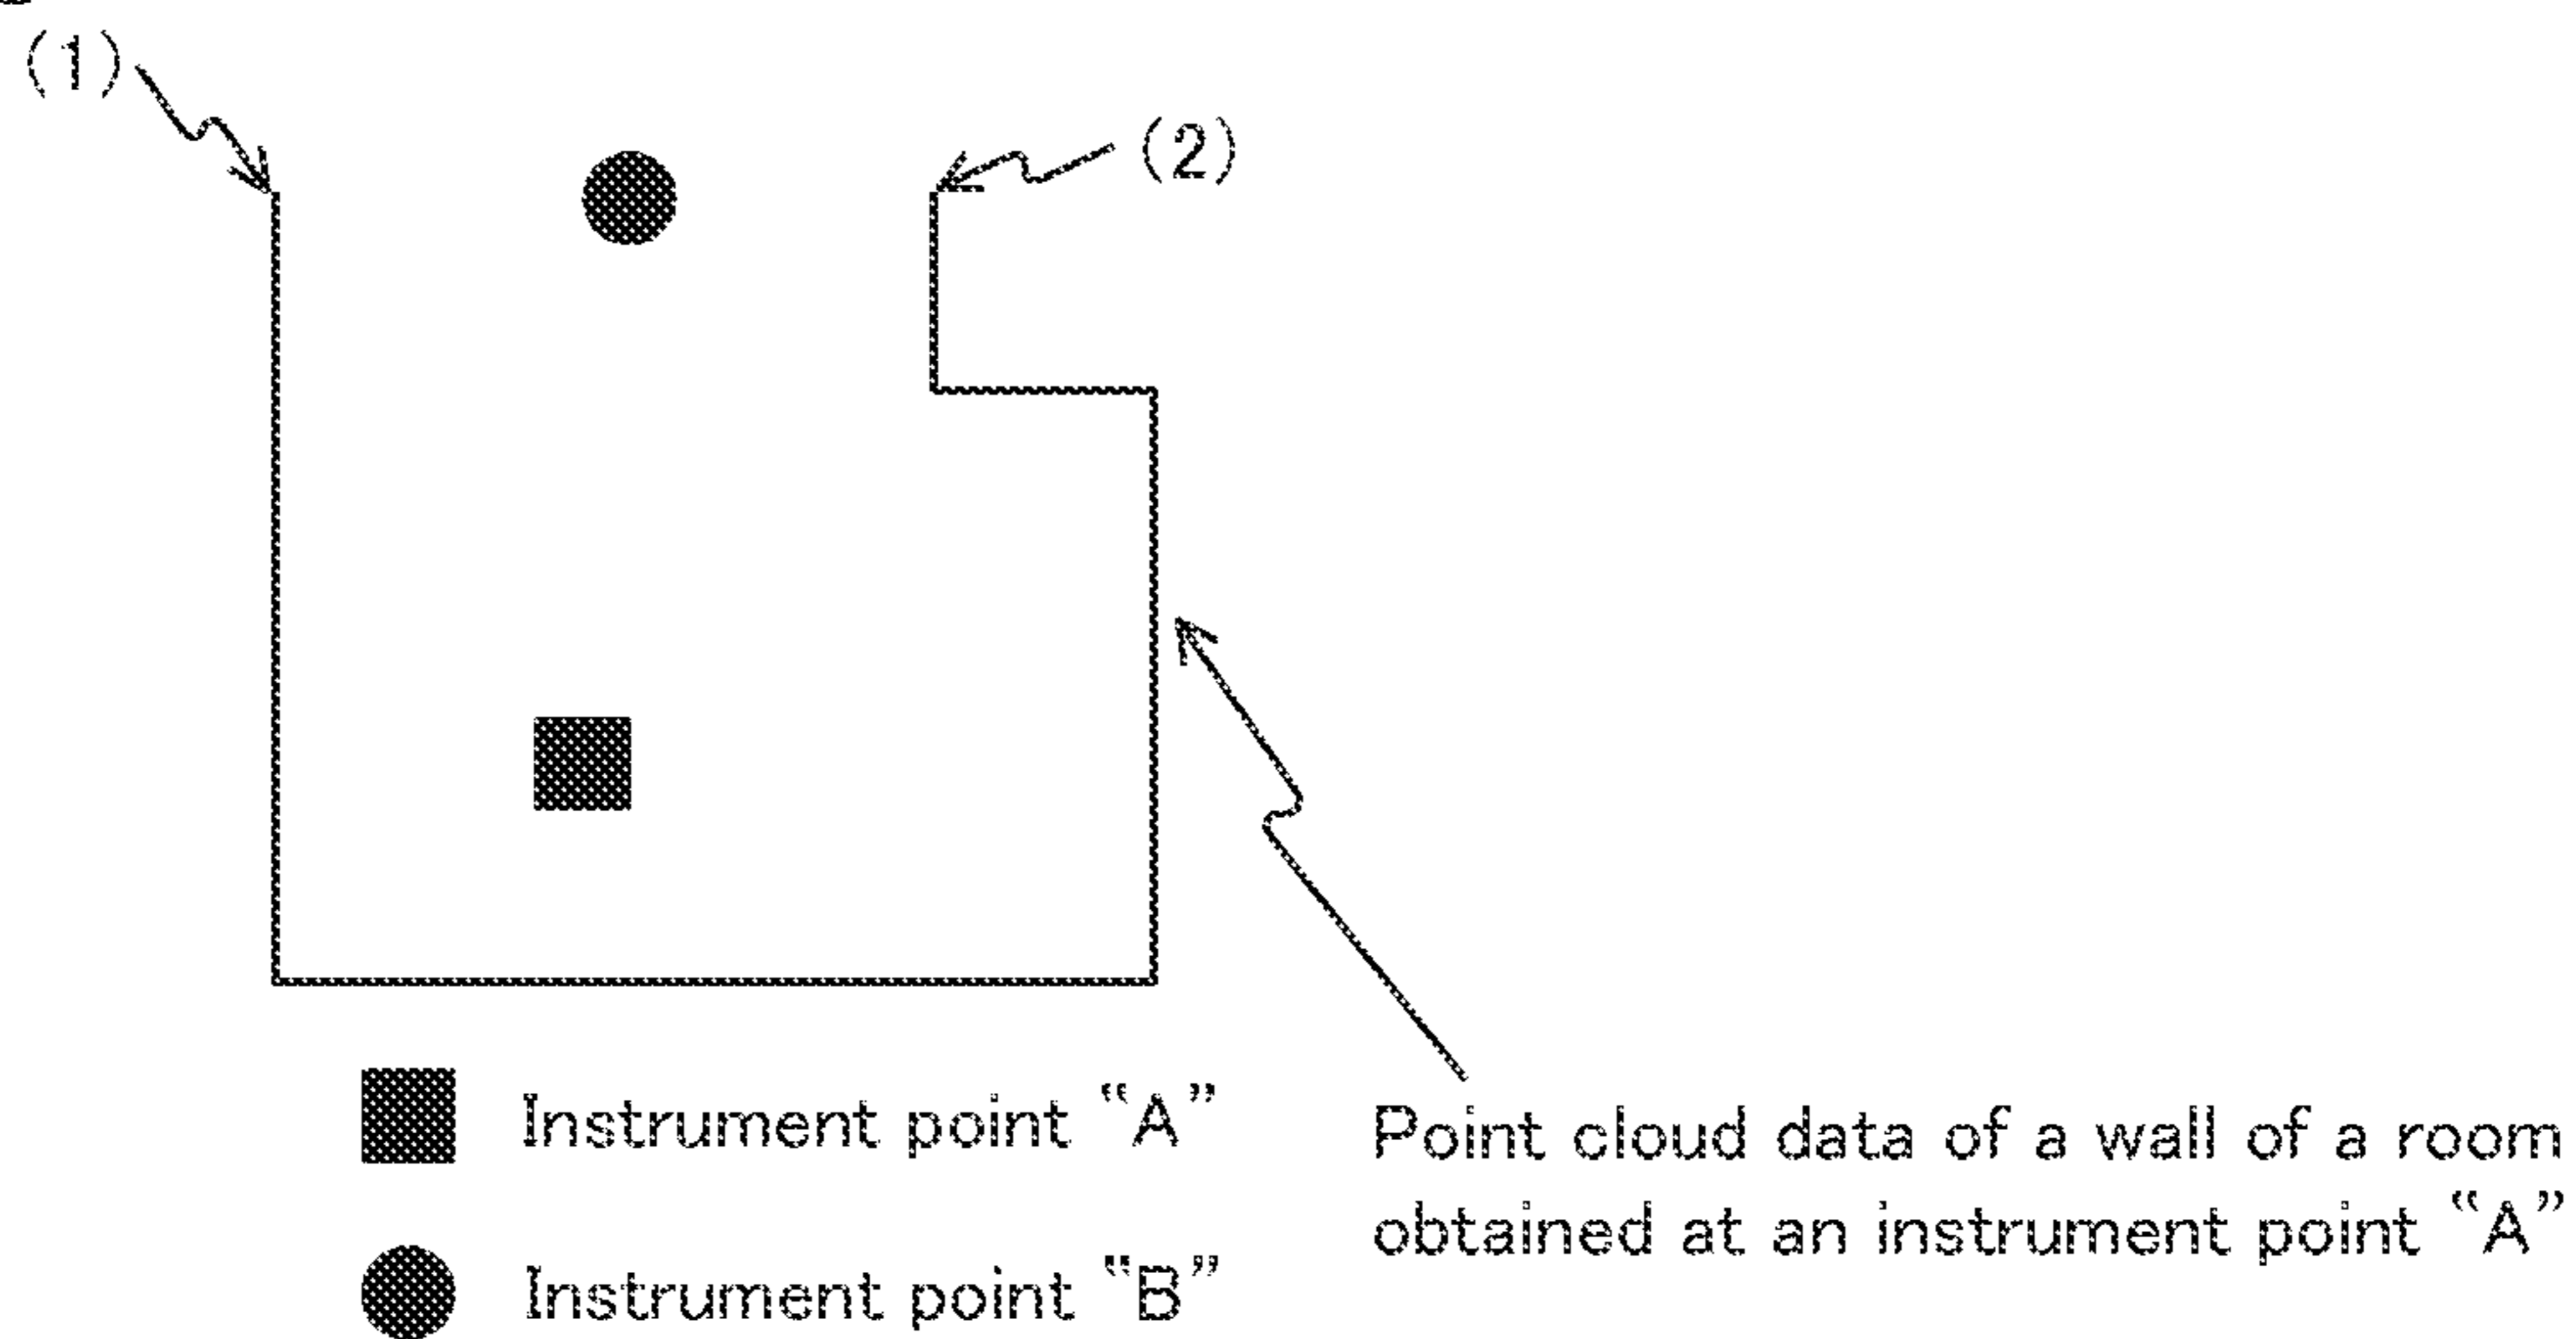 (1)
(2)
Instrument point “A”
Instrument point “B”
Point cloud data of a wall of a room
obtained at an instrument point “A”